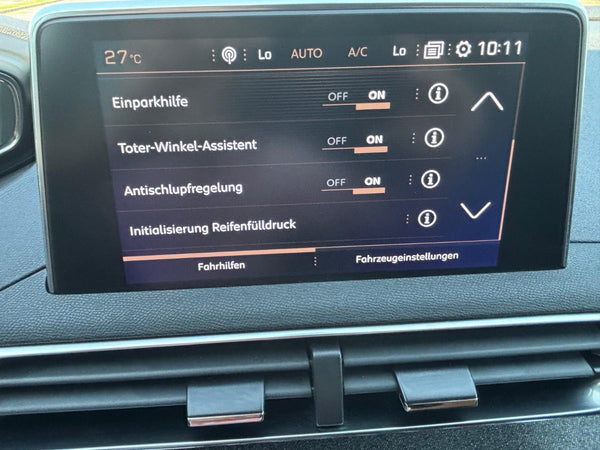 27°C Lo AUTO A/C Lo 10:11
Einparkhilfe OFF ON
Toter-Winkel-Assistent OFF ON
Antischlupfregelung OFF ON
Initialisierung Reifenfülldruck
Fahrhilfen Fahrzeugeinstellungen